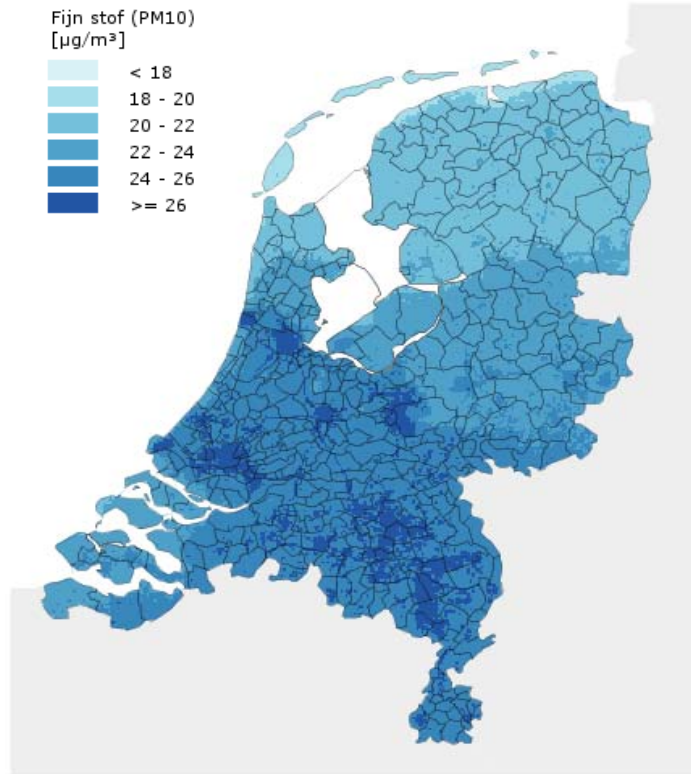 Fijn stof (PM10)
[µg/m³]
< 18
18 - 20
20 - 22
22 - 24
24 - 26
>= 26